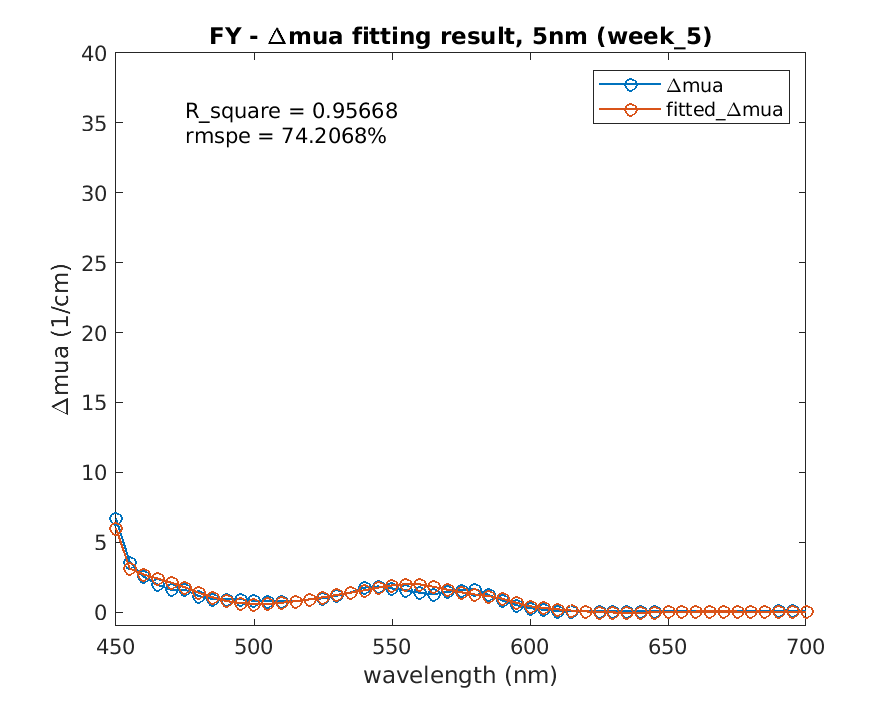 FY - Δmua fitting result, 5nm (week_5)
40
35
30
25
20
15
10
5
0
Δmua (1/cm)
R_square = 0.95668
rmspe = 74.2068%
Δmua
fitted_Δmua
450
500
550
600
650
700
wavelength (nm)